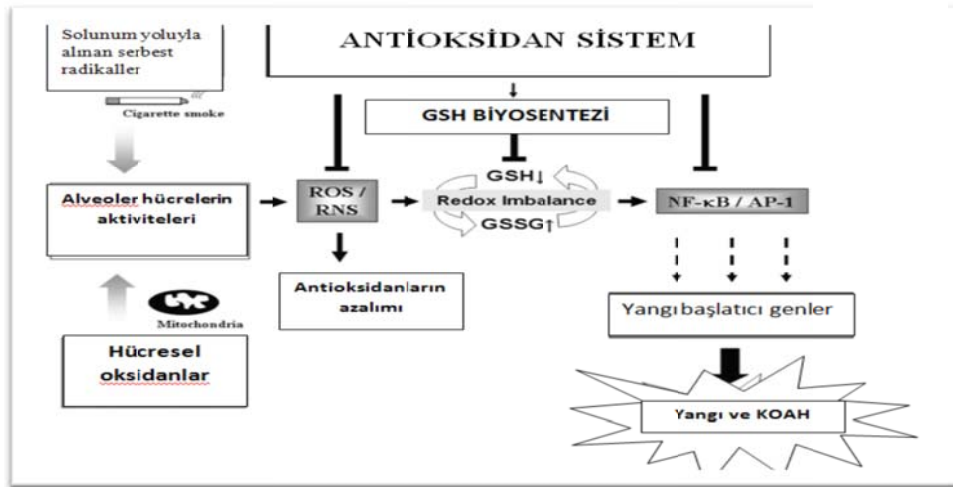 Solunum yoluyla
alınan serbest
radikaller
ANTİOKSİDAN SİSTEM
Cigarette smoke
GSH BİYOSENTEZİ
Alveoler hücrelerin
aktiviteleri
ROS /
RNS
GSH↓
Redox Imbalance
GSSG↑
NF-κB / AP-1
Antioksidanların
azalımı
Yangı başlatıcı genler
Mitochondria
Hücresel
oksidanlar
Yangı ve KOAH